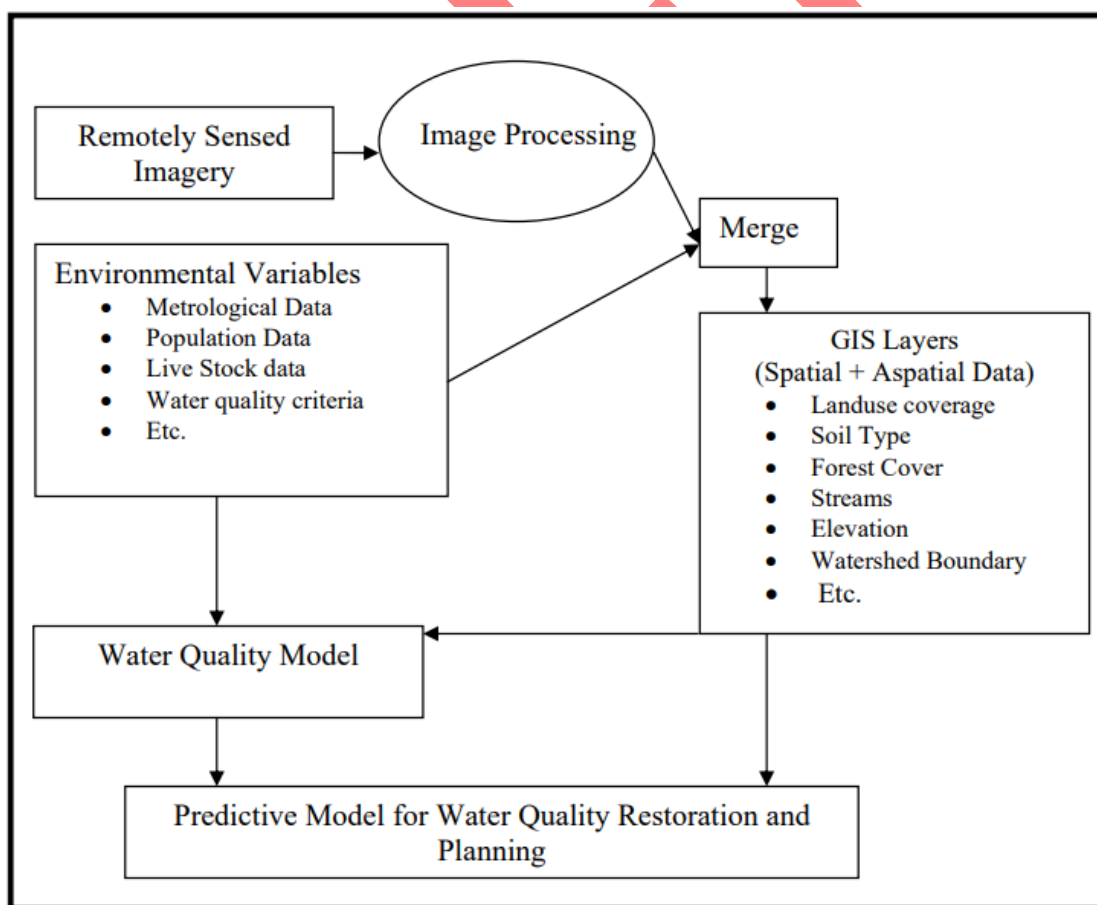 Remotely Sensed
Imagery
Image Processing
Merge
Environmental Variables
• Metrological Data
• Population Data
• Live Stock data
• Water quality criteria
• Etc.
GIS Layers
(Spatial + Aspatial Data)
• Landuse coverage
• Soil Type
• Forest Cover
• Streams
• Elevation
• Watershed Boundary
• Etc.
Water Quality Model
Predictive Model for Water Quality Restoration and
Planning